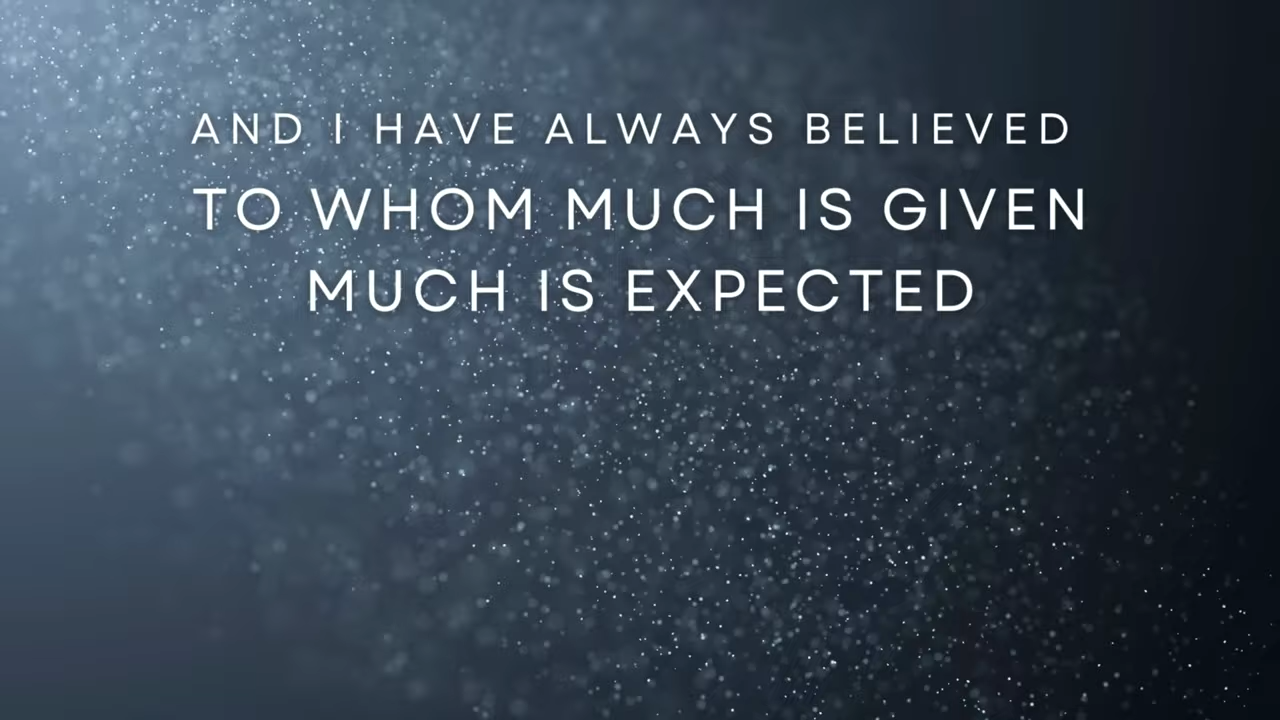 AND I HAVE ALWAYS BELIEVED
TO WHOM MUCH IS GIVEN
MUCH IS EXPECTED